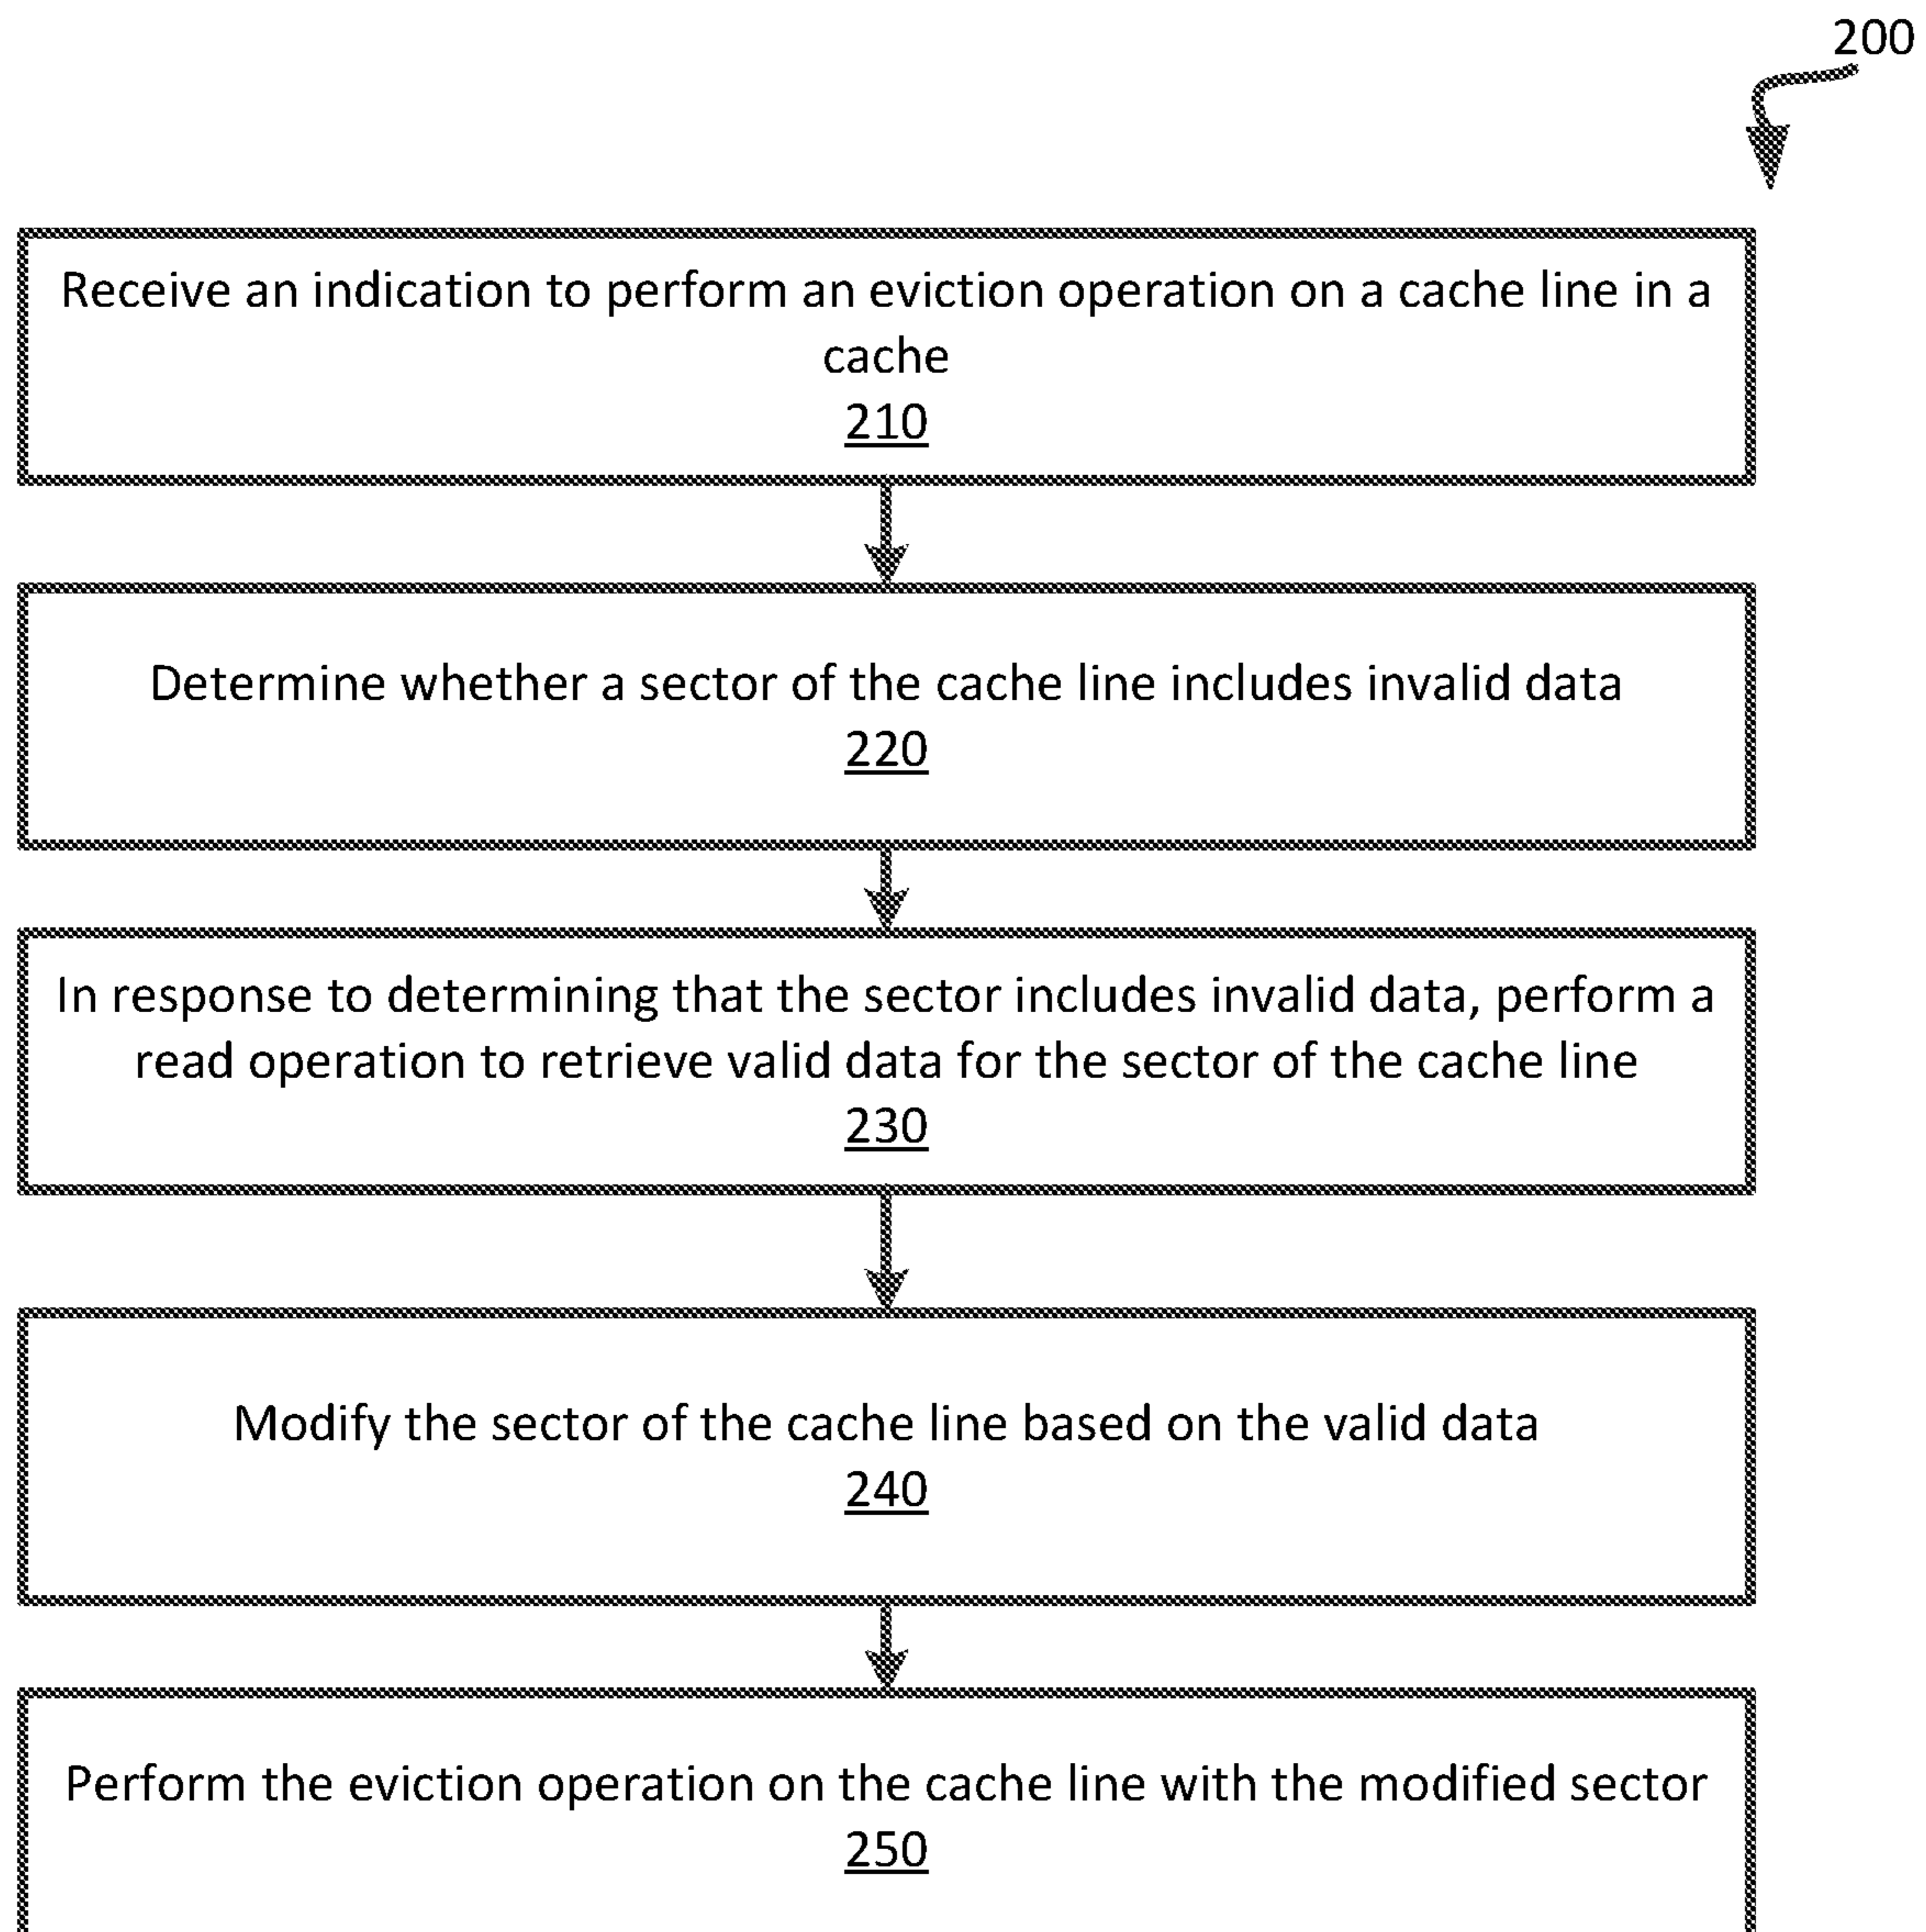 200
Receive an indication to perform an eviction operation on a cache line in a
cache
210
Determine whether a sector of the cache line includes invalid data
220
In response to determining that the sector includes invalid data, perform a
read operation to retrieve valid data for the sector of the cache line
230
Modify the sector of the cache line based on the valid data
240
Perform the eviction operation on the cache line with the modified sector
250